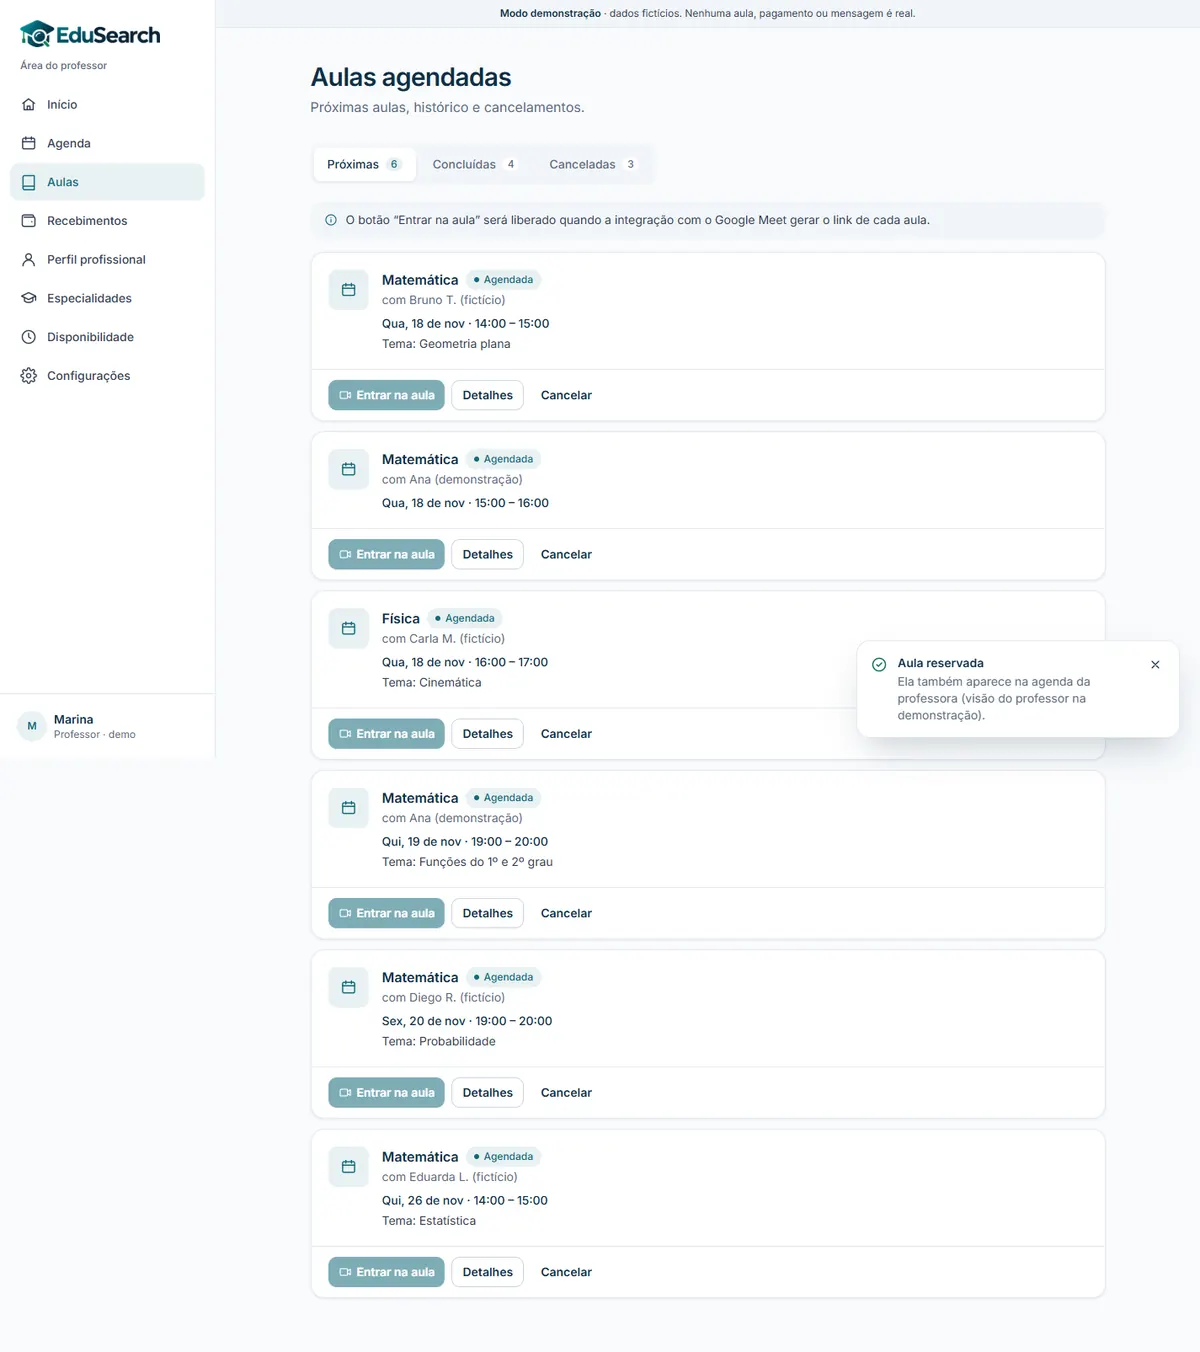 Modo demonstração · dados fictícios. Nenhuma aula, pagamento ou mensagem é real.
EduSearch
Área do professor
Início
Agenda
Aulas
Recebimentos
Perfil profissional
Especialidades
Disponibilidade
Configurações
M
Marina
Professor · demo
Aulas agendadas
Próximas aulas, histórico e cancelamentos.
Próximas 6 Concluídas 4 Canceladas 3
O botão “Entrar na aula” será liberado quando a integração com o Google Meet gerar o link de cada aula.
Matemática Agendada
com Bruno T. (fictício)
Qua, 18 de nov · 14:00 – 15:00
Tema: Geometria plana
Entrar na aula Detalhes Cancelar
Matemática Agendada
com Ana (demonstração)
Qua, 18 de nov · 15:00 – 16:00
Entrar na aula Detalhes Cancelar
Física Agendada
com Carla M. (fictício)
Qua, 18 de nov · 16:00 – 17:00
Tema: Cinemática
Entrar na aula Detalhes Cancelar
Aula reservada
Ela também aparece na agenda da
professora (visão do professor na
demonstração).
Matemática Agendada
com Ana (demonstração)
Qui, 19 de nov · 19:00 – 20:00
Tema: Funções do 1º e 2º grau
Entrar na aula Detalhes Cancelar
Matemática Agendada
com Diego R. (fictício)
Sex, 20 de nov · 19:00 – 20:00
Tema: Probabilidade
Entrar na aula Detalhes Cancelar
Matemática Agendada
com Eduarda L. (fictício)
Qui, 26 de nov · 14:00 – 15:00
Tema: Estatística
Entrar na aula Detalhes Cancelar